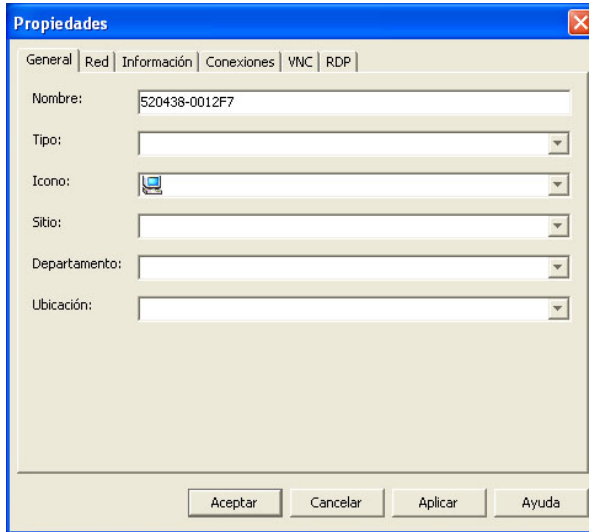 Propiedades
General Red Información Conexiones VNC RDP
Nombre: 520438-0012F7
Tipo:
Icono:
Sitio:
Departamento:
Ubicación:
Aceptar Cancelar Aplicar Ayuda